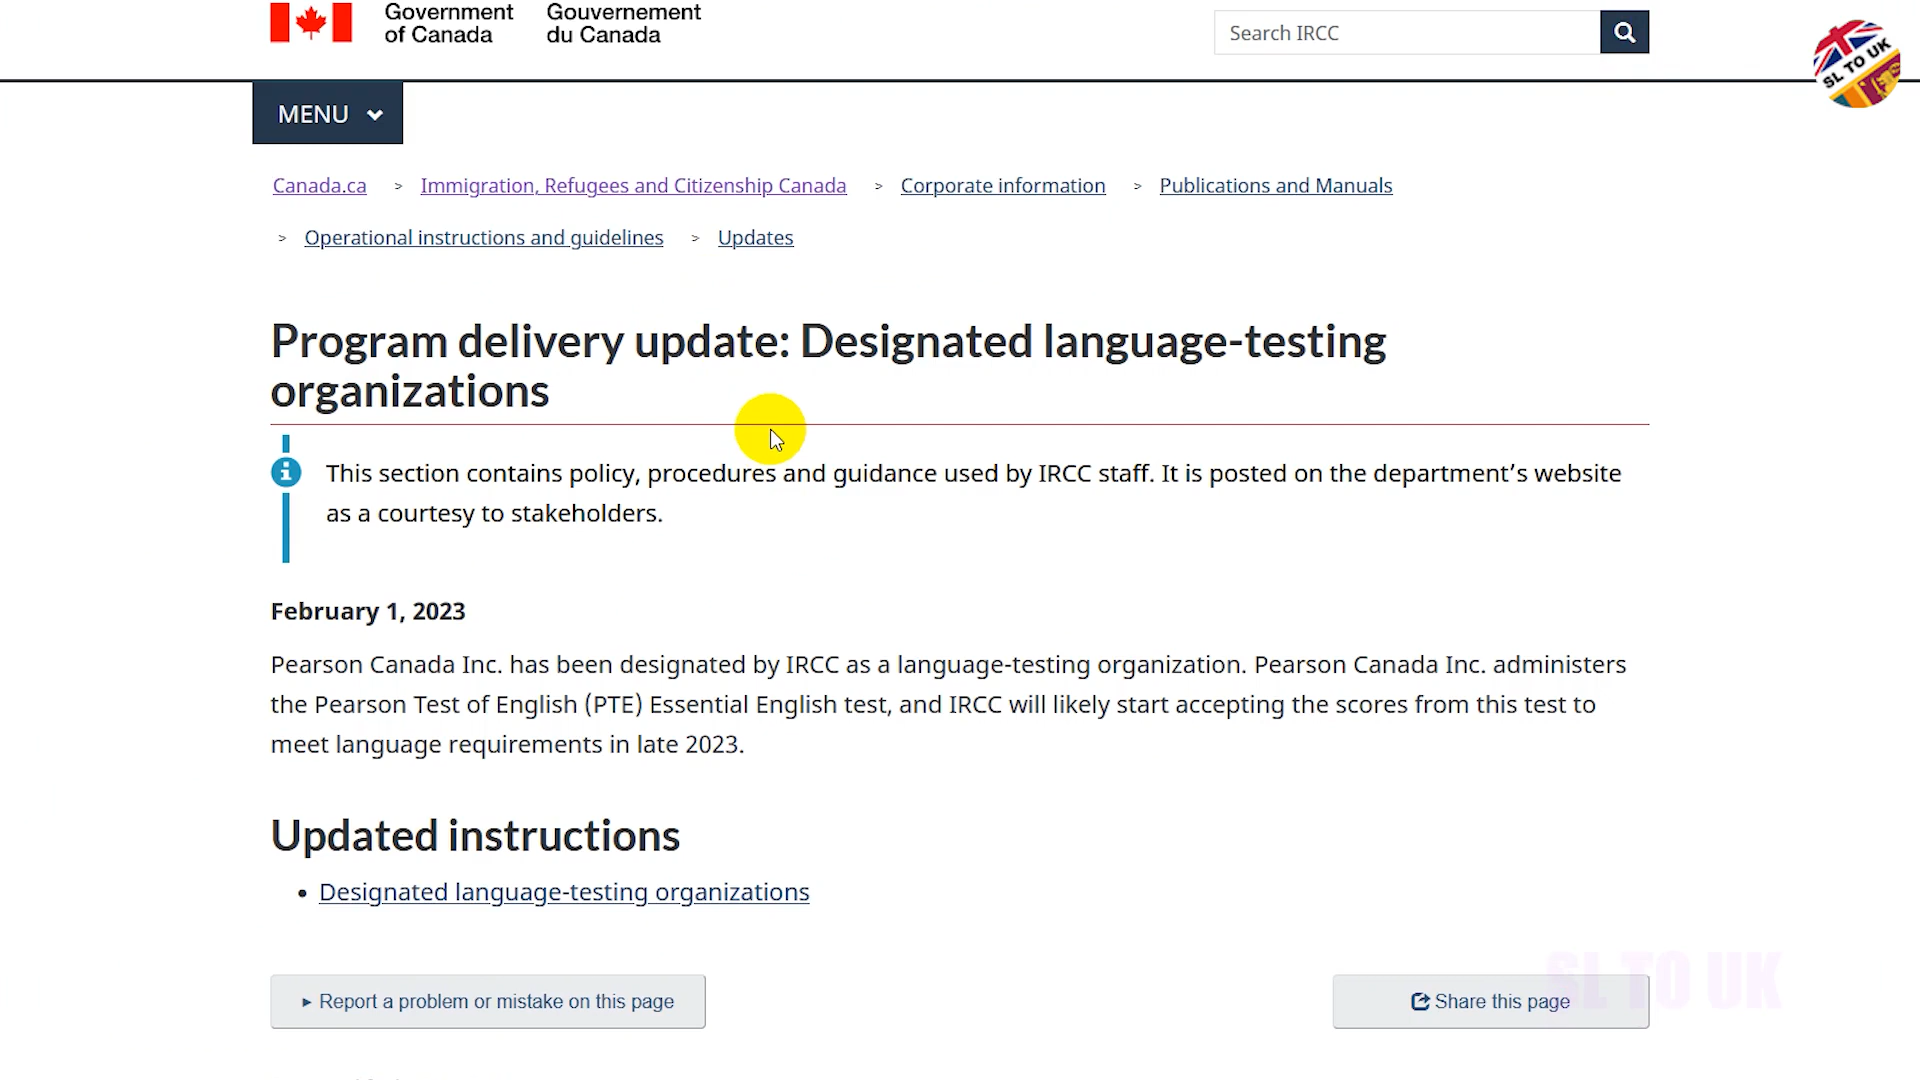 Government of Canada
Gouvernement du Canada
Search IRCC
SL TO UK
MENU
Canada.ca > Immigration, Refugees and Citizenship Canada > Corporate information > Publications and Manuals
> Operational instructions and guidelines > Updates
Program delivery update: Designated language-testing
organizations
This section contains policy, procedures and guidance used by IRCC staff. It is posted on the department’s website
as a courtesy to stakeholders.
February 1, 2023
Pearson Canada Inc. has been designated by IRCC as a language-testing organization. Pearson Canada Inc. administers
the Pearson Test of English (PTE) Essential English test, and IRCC will likely start accepting the scores from this test to
meet language requirements in late 2023.
Updated instructions
• Designated language-testing organizations
Report a problem or mistake on this page
Share this page
SL TO UK